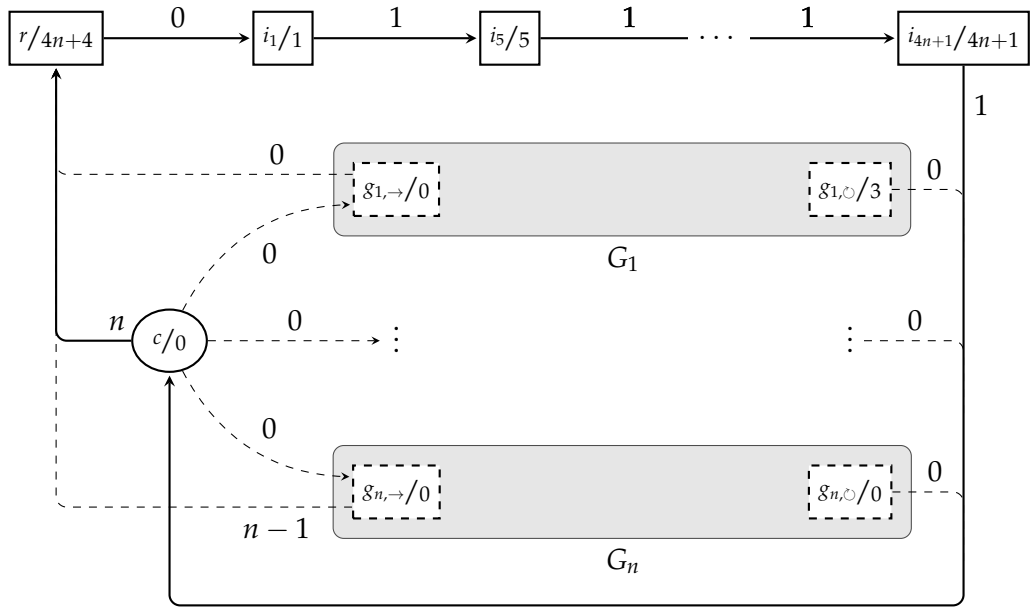 0 1 1 1
r/4n+4 i₁/1 i₅/5 ··· i₄ₙ₊₁/4n+1
1
0 0
g₁,→/0 g₁,↻/3
G₁
0
n c/0 0 ⋮ ⋮ 0
0
0
gₙ,→/0 gₙ,↻/0
n − 1
Gₙ